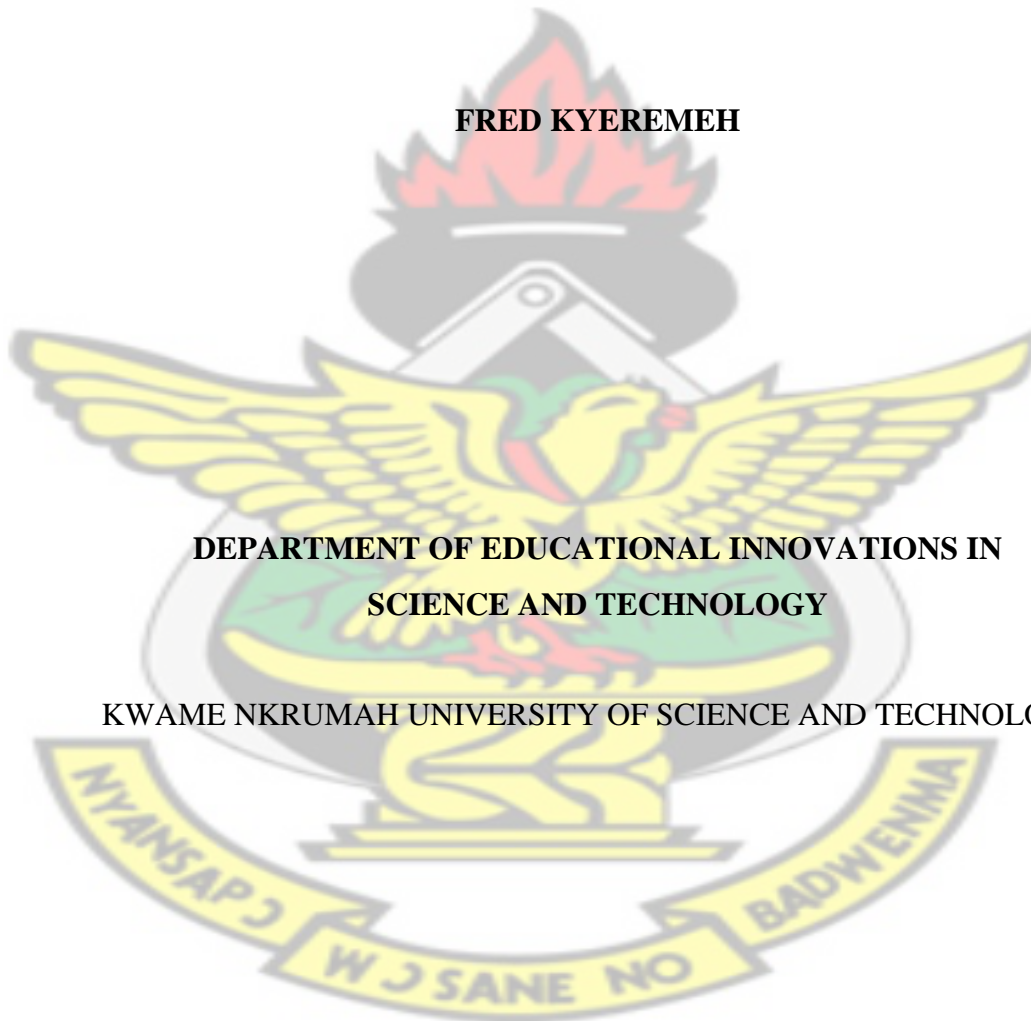 FRED KYEREMEH
DEPARTMENT OF EDUCATIONAL INNOVATIONS IN
SCIENCE AND TECHNOLOGY
KWAME NKRUMAH UNIVERSITY OF SCIENCE AND TECHNOLO
NYANSAPƆ
WƆSANE NO
BADWENMA